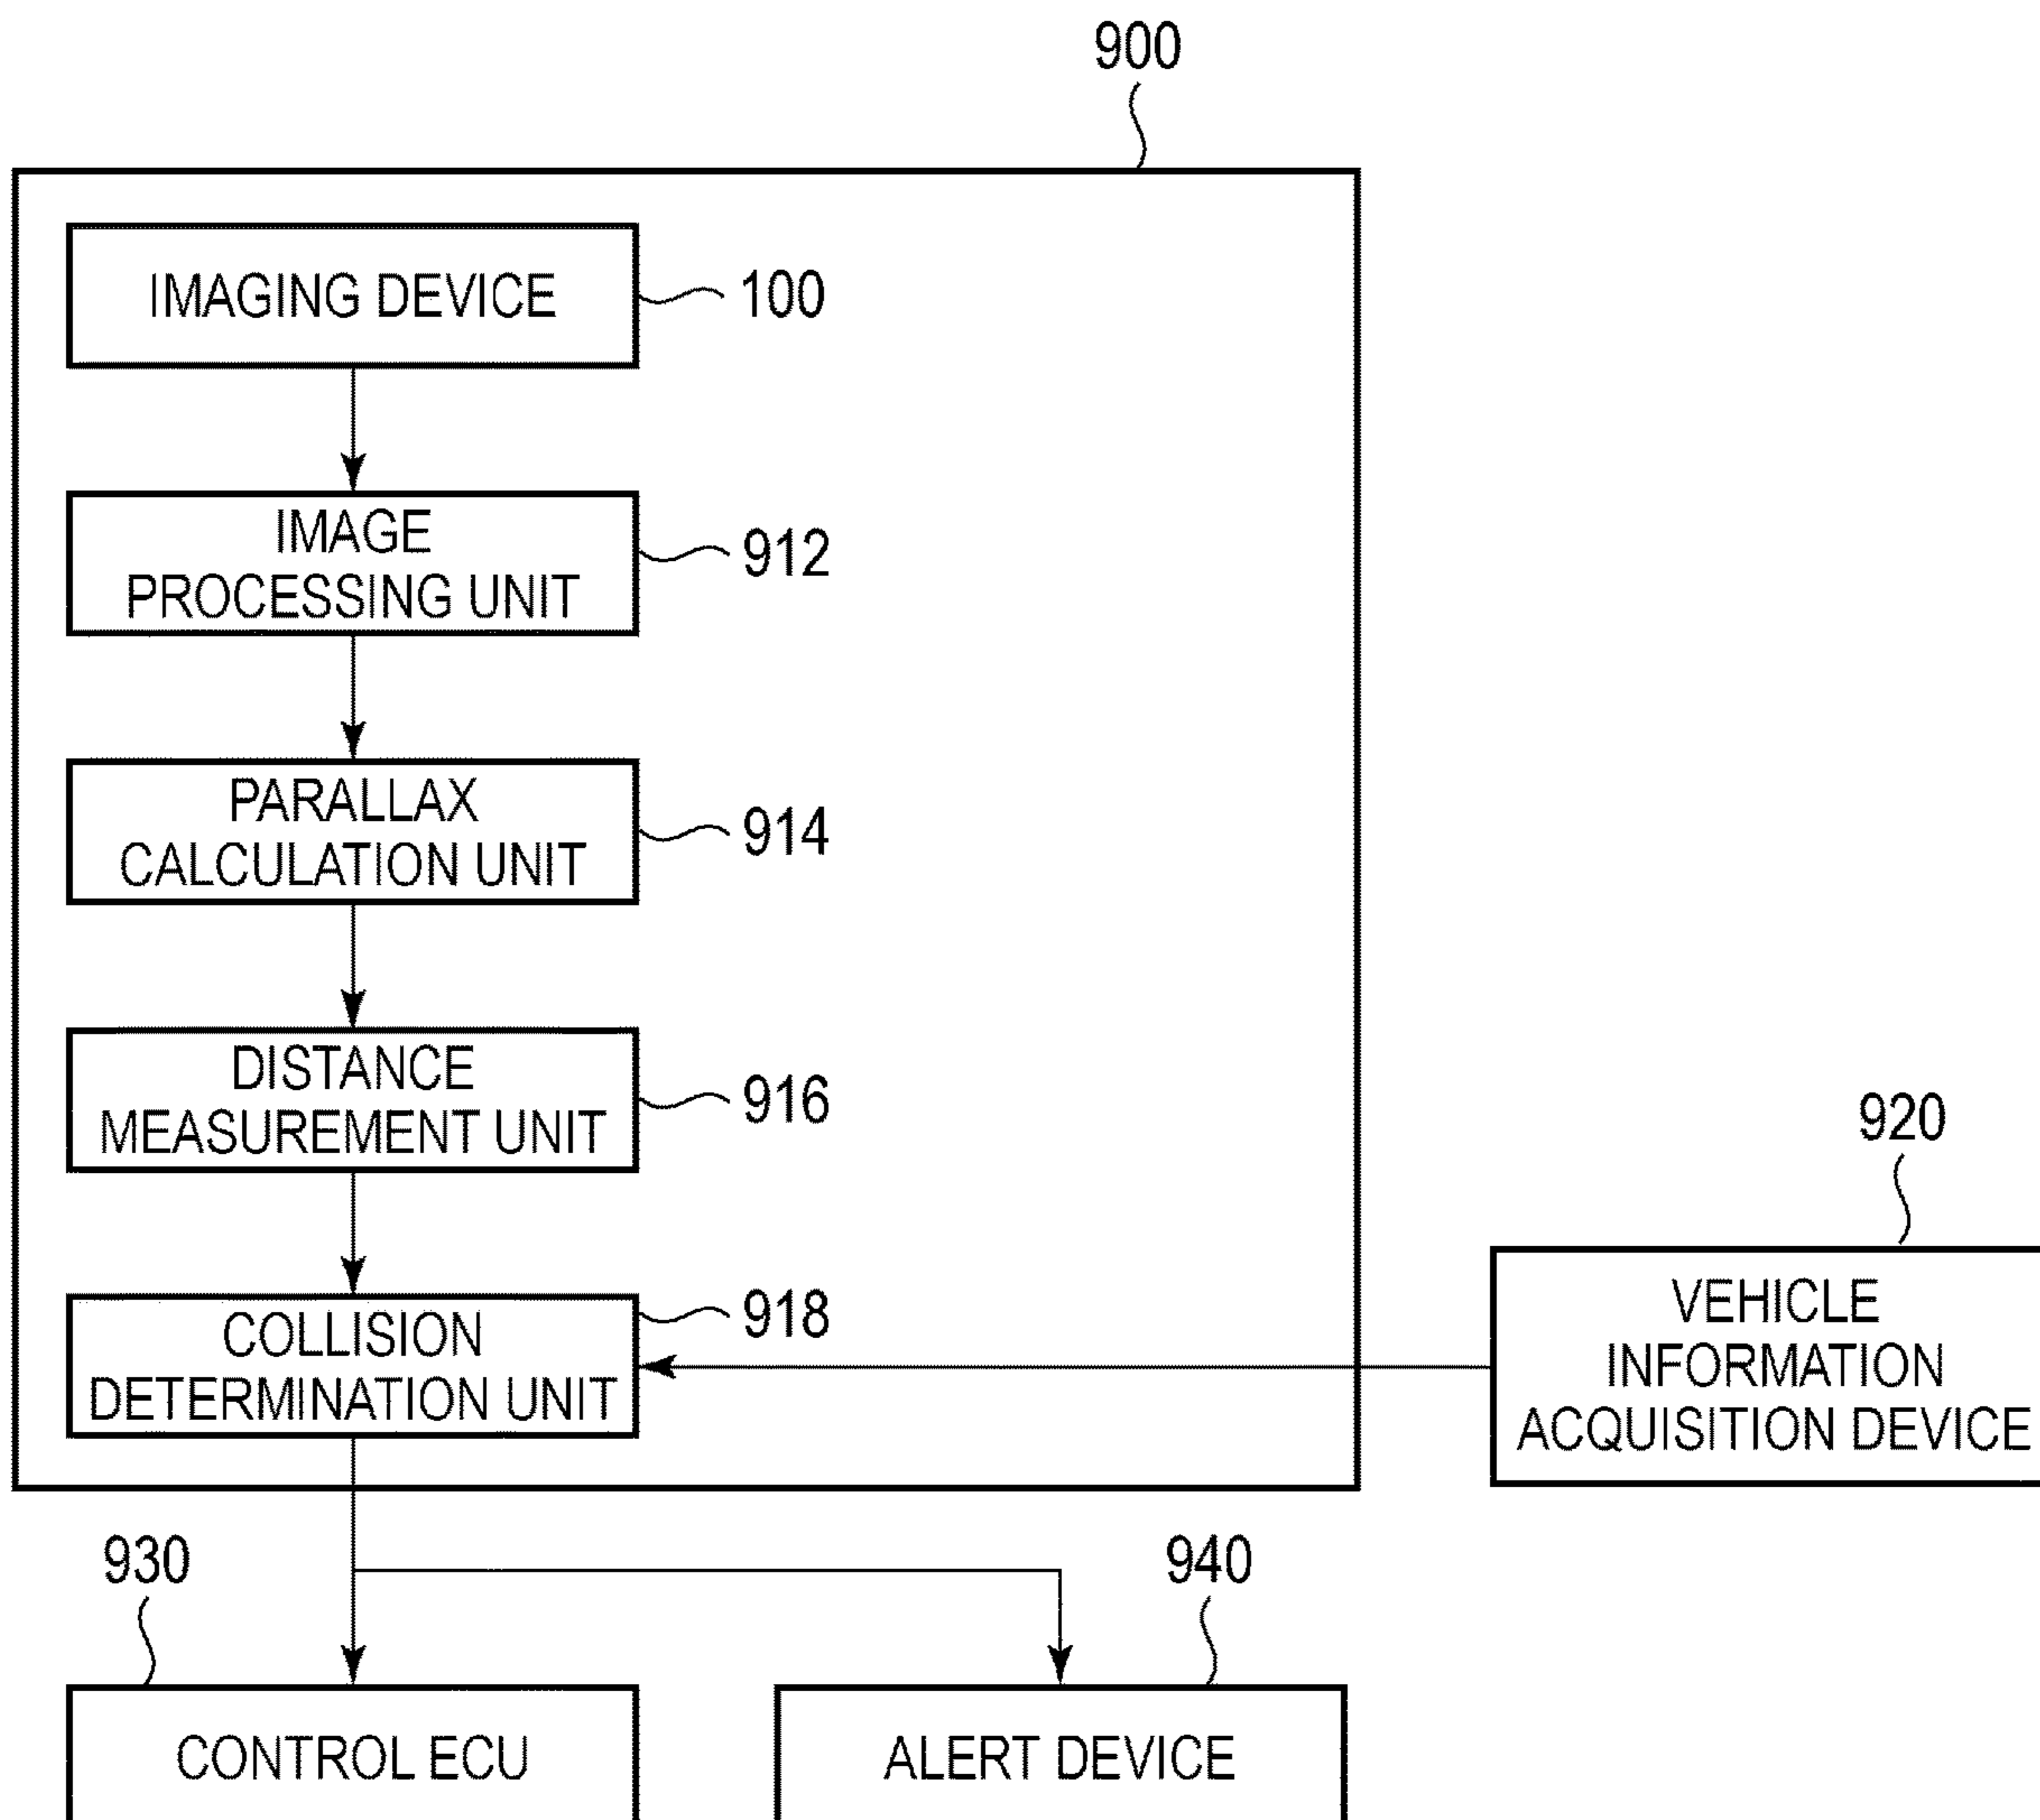 900
IMAGING DEVICE
100
IMAGE
PROCESSING UNIT
912
PARALLAX
CALCULATION UNIT
914
DISTANCE
MEASUREMENT UNIT
916
920
COLLISION
DETERMINATION UNIT
918
VEHICLE
INFORMATION
ACQUISITION DEVICE
930
940
CONTROL ECU
ALERT DEVICE